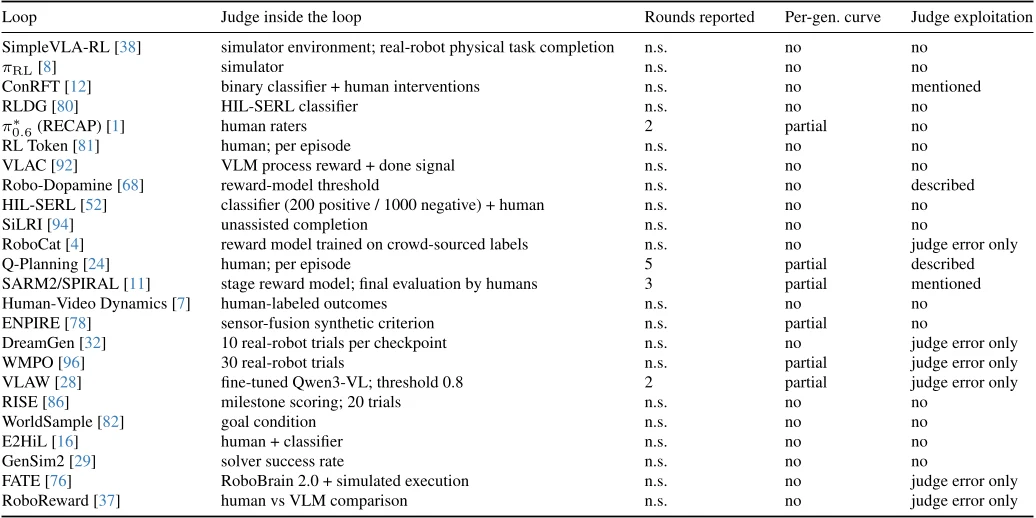 Loop Judge inside the loop Rounds reported Per-gen. curve Judge exploitation
SimpleVLA-RL [38] simulator environment; real-robot physical task completion n.s. no no
πRL [8] simulator n.s. no no
ConRFT [12] binary classifier + human interventions n.s. no mentioned
RLDG [80] HIL-SERL classifier n.s. no no
π*0.6 (RECAP) [1] human raters 2 partial no
RL Token [81] human; per episode n.s. no no
VLAC [92] VLM process reward + done signal n.s. no no
Robo-Dopamine [68] reward-model threshold n.s. no described
HIL-SERL [52] classifier (200 positive / 1000 negative) + human n.s. no no
SiLRI [94] unassisted completion n.s. no no
RoboCat [4] reward model trained on crowd-sourced labels n.s. no judge error only
Q-Planning [24] human; per episode 5 partial described
SARM2/SPIRAL [11] stage reward model; final evaluation by humans 3 partial mentioned
Human-Video Dynamics [7] human-labeled outcomes n.s. no no
ENPIRE [78] sensor-fusion synthetic criterion n.s. partial no
DreamGen [32] 10 real-robot trials per checkpoint n.s. no judge error only
WMPO [96] 30 real-robot trials n.s. partial judge error only
VLAW [28] fine-tuned Qwen3-VL; threshold 0.8 2 partial judge error only
RISE [86] milestone scoring; 20 trials n.s. no no
WorldSample [82] goal condition n.s. no no
E2HiL [16] human + classifier n.s. no no
GenSim2 [29] solver success rate n.s. no no
FATE [76] RoboBrain 2.0 + simulated execution n.s. no judge error only
RoboReward [37] human vs VLM comparison n.s. no judge error only